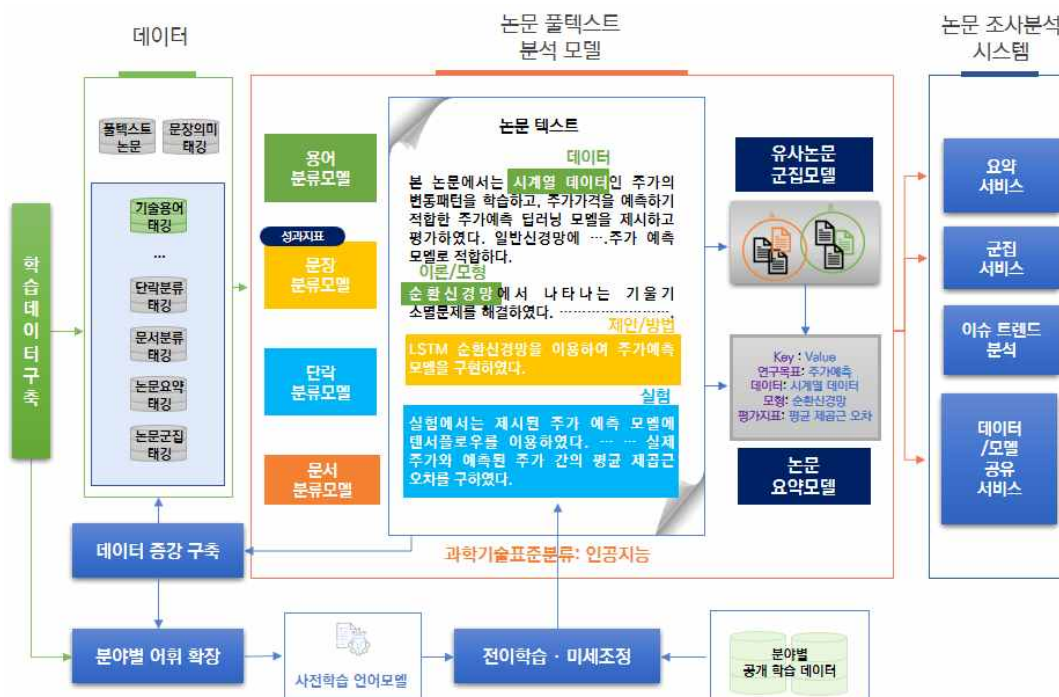 데이터
논문 풀텍스트
분석 모델
논문 조사분석
시스템
학습데이터구축
풀텍스트
논문
문장의미
태깅
기술용어
태깅
...
단락분류
태깅
문서분류
태깅
논문요약
태깅
논문군집
태깅
용어
분류모델
성과지표
문장
분류모델
단락
분류모델
문서
분류모델
논문 텍스트
데이터
본 논문에서는 시계열 데이터인 주가의
변동패턴을 학습하고, 주가가격을 예측하기
적합한 주가예측 딥러닝 모델을 제시하고
평가하였다. 일반신경망에 ….주가 예측
모델로 적합하다.
이론/모형
순환신경망에서 나타나는 기울기
소멸문제를 해결하였다. …………………….
제안/방법
LSTM 순환신경망을 이용하여 주가예측
모델을 구현하였다.
실험
실험에서는 제시된 주가 예측 모델에
텐서플로우를 이용하였다. … … 실제
주가와 예측된 주가 간의 평균 제곱근
오차를 구하였다.
과학기술표준분류: 인공지능
유사논문
군집모델
Key : Value
연구목표: 주가예측
데이터: 시계열 데이터
모형: 순환신경망
평가지표: 평균 제곱근 오차
논문
요약모델
요약
서비스
군집
서비스
이슈 트렌드
분석
데이터
/모델
공유
서비스
데이터 증강 구축
분야별 어휘 확장
사전학습 언어모델
전이학습 · 미세조정
분야별
공개 학습 데이터